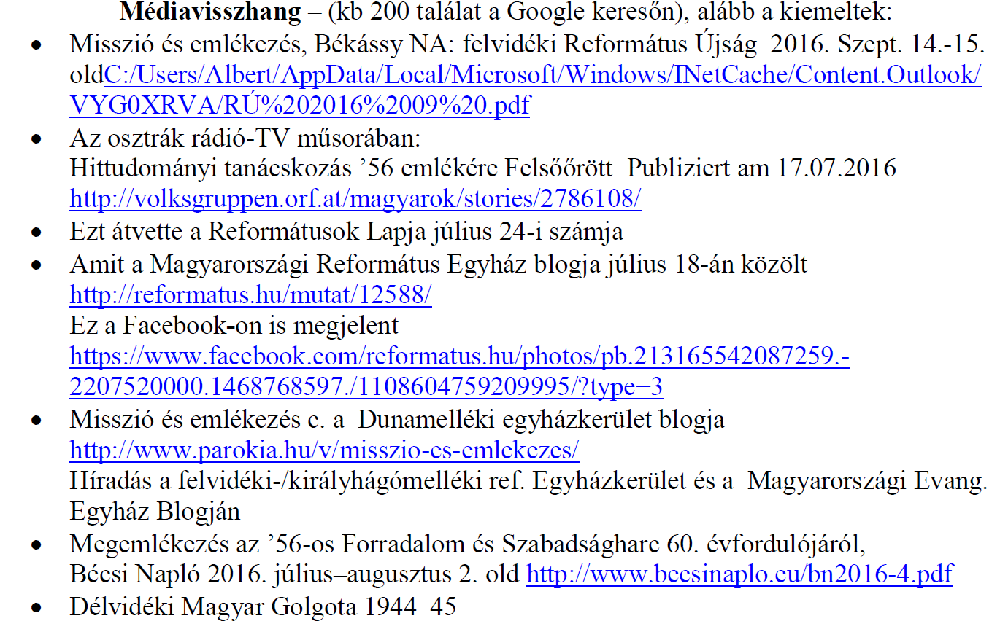 Médiavisszhang – (kb 200 találat a Google keresőn), alább a kiemeltek:
• Misszió és emlékezés, Békássy NA: felvidéki Református Újság 2016. Szept. 14.-15.
oldC:/Users/Albert/AppData/Local/Microsoft/Windows/INetCache/Content.Outlook/
VYG0XRVA/RÚ%202016%2009%20.pdf
• Az osztrák rádió-TV műsorában:
Hittudományi tanácskozás ’56 emlékére Felsőőrött Publiziert am 17.07.2016
http://volksgruppen.orf.at/magyarok/stories/2786108/
• Ezt átvette a Reformátusok Lapja július 24-i számja
• Amit a Magyarországi Református Egyház blogja július 18-án közölt
http://reformatus.hu/mutat/12588/
Ez a Facebook-on is megjelent
https://www.facebook.com/reformatus.hu/photos/pb.213165542087259.-
2207520000.1468768597./1108604759209995/?type=3
• Misszió és emlékezés c. a Dunamelléki egyházkerület blogja
http://www.parokia.hu/v/misszio-es-emlekezes/
Híradás a felvidéki-/királyhágómelléki ref. Egyházkerület és a Magyarországi Evang.
Egyház Blogján
• Megemlékezés az ’56-os Forradalom és Szabadságharc 60. évfordulójáról,
Bécsi Napló 2016. július–augusztus 2. old http://www.becsinaplo.eu/bn2016-4.pdf
• Délvidéki Magyar Golgota 1944–45